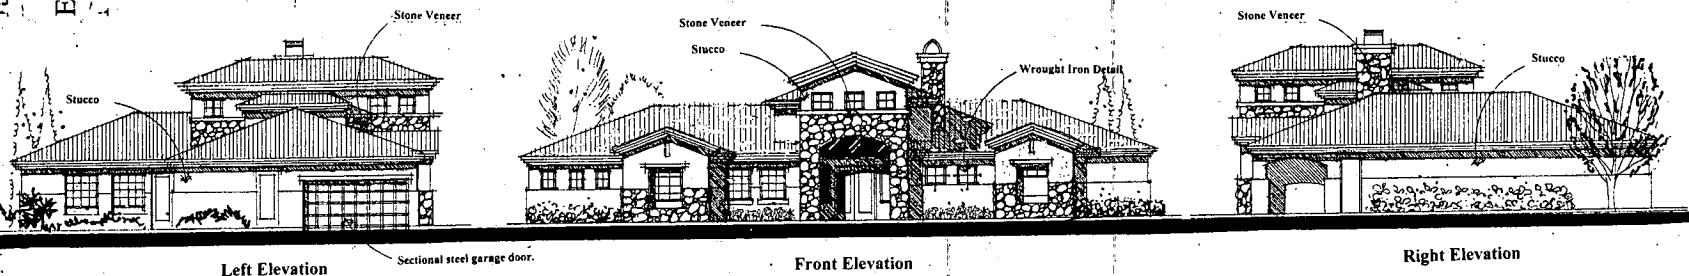 Stone Veneer
Stucco
Sectional steel garage door.
Left Elevation
Stone Veneer
Stucco
Wrought Iron Detail
Front Elevation
Stone Veneer
Stucco
Right Elevation